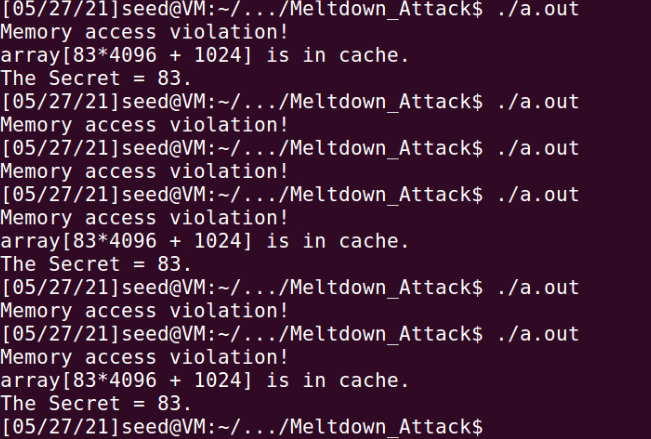 [05/27/21]seed@VM:~/.../Meltdown_Attack$ ./a.out
Memory access violation!
array[83*4096 + 1024] is in cache.
The Secret = 83.
[05/27/21]seed@VM:~/.../Meltdown_Attack$ ./a.out
Memory access violation!
[05/27/21]seed@VM:~/.../Meltdown_Attack$ ./a.out
Memory access violation!
[05/27/21]seed@VM:~/.../Meltdown_Attack$ ./a.out
Memory access violation!
array[83*4096 + 1024] is in cache.
The Secret = 83.
[05/27/21]seed@VM:~/.../Meltdown_Attack$ ./a.out
Memory access violation!
[05/27/21]seed@VM:~/.../Meltdown_Attack$ ./a.out
Memory access violation!
array[83*4096 + 1024] is in cache.
The Secret = 83.
[05/27/21]seed@VM:~/.../Meltdown_Attack$